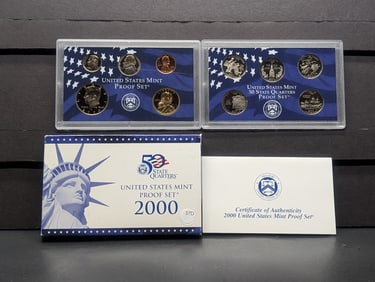 UNITED STATES MINT
PROOF SET
UNITED STATES MINT
50 STATE QUARTERS
PROOF SET
50
STATE
QUARTERS
UNITED STATES MINT
PROOF SET
2000
Certificate of Authenticity
2000 United States Mint Proof Set